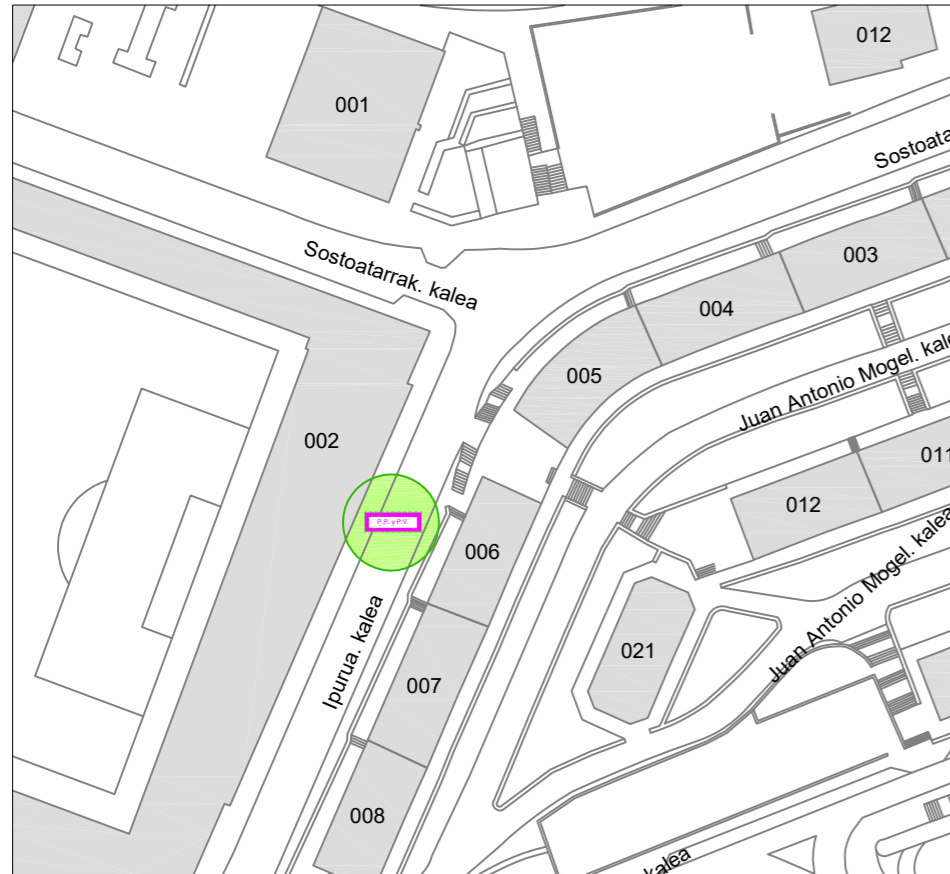 012
001
Sostoata
Sostoatarrak. kalea
003
004
005
Juan Antonio Mogel. kale
002
011
012
P.P. y P.V.
006
Juan Antonio Mogel. kalea
Ipurua. kalea
021
007
008
kalea